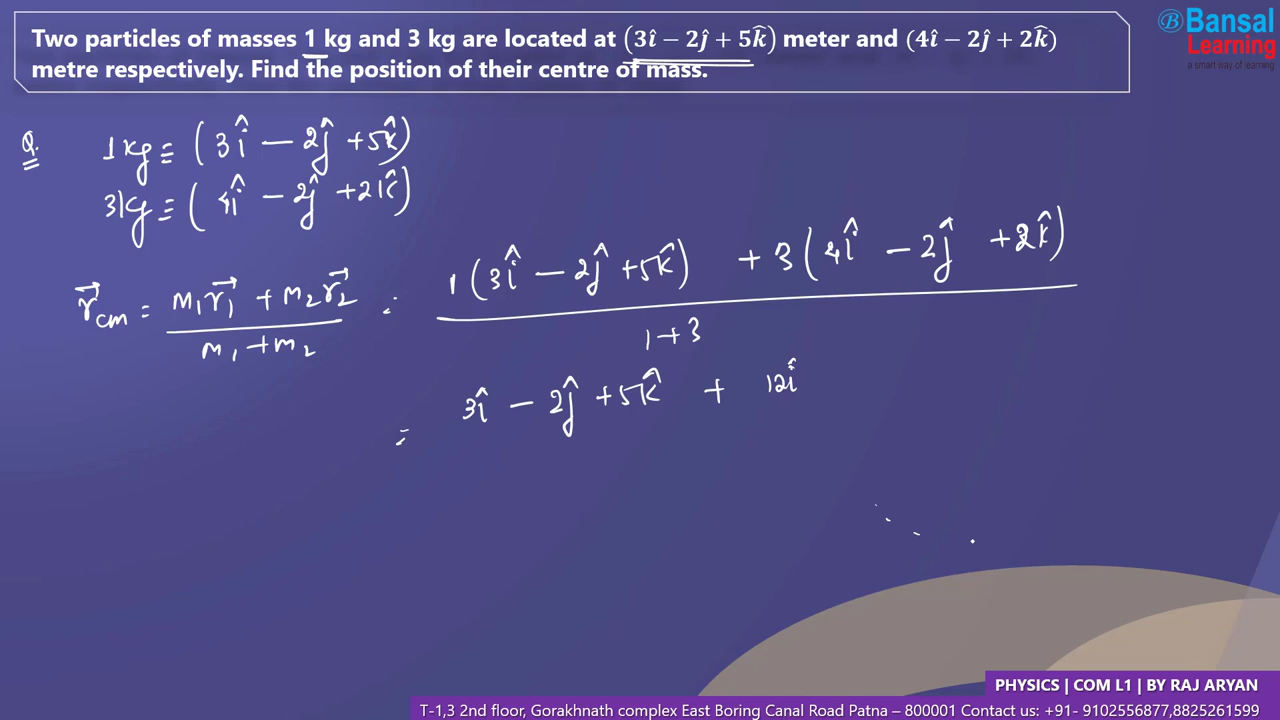 Two particles of masses 1 kg and 3 kg are located at (3î − 2ĵ + 5k̂) meter and (4î − 2ĵ + 2k̂)
metre respectively. Find the position of their centre of mass.
Ⓑ Bansal
Learning
a smart way of learning
Q. 1kg ≡ (3î − 2ĵ + 5k̂)
3kg ≡ (4î − 2ĵ + 2k̂)
r⃗cm = m₁r⃗₁ + m₂r⃗₂ / m₁ + m₂ = 1(3î − 2ĵ + 5k̂) + 3(4î − 2ĵ + 2k̂) / 1 + 3
= 3î − 2ĵ + 5k̂ + 12î
PHYSICS | COM L1 | BY RAJ ARYAN
T-1,3 2nd floor, Gorakhnath complex East Boring Canal Road Patna – 800001 Contact us: +91- 9102556877,8825261599